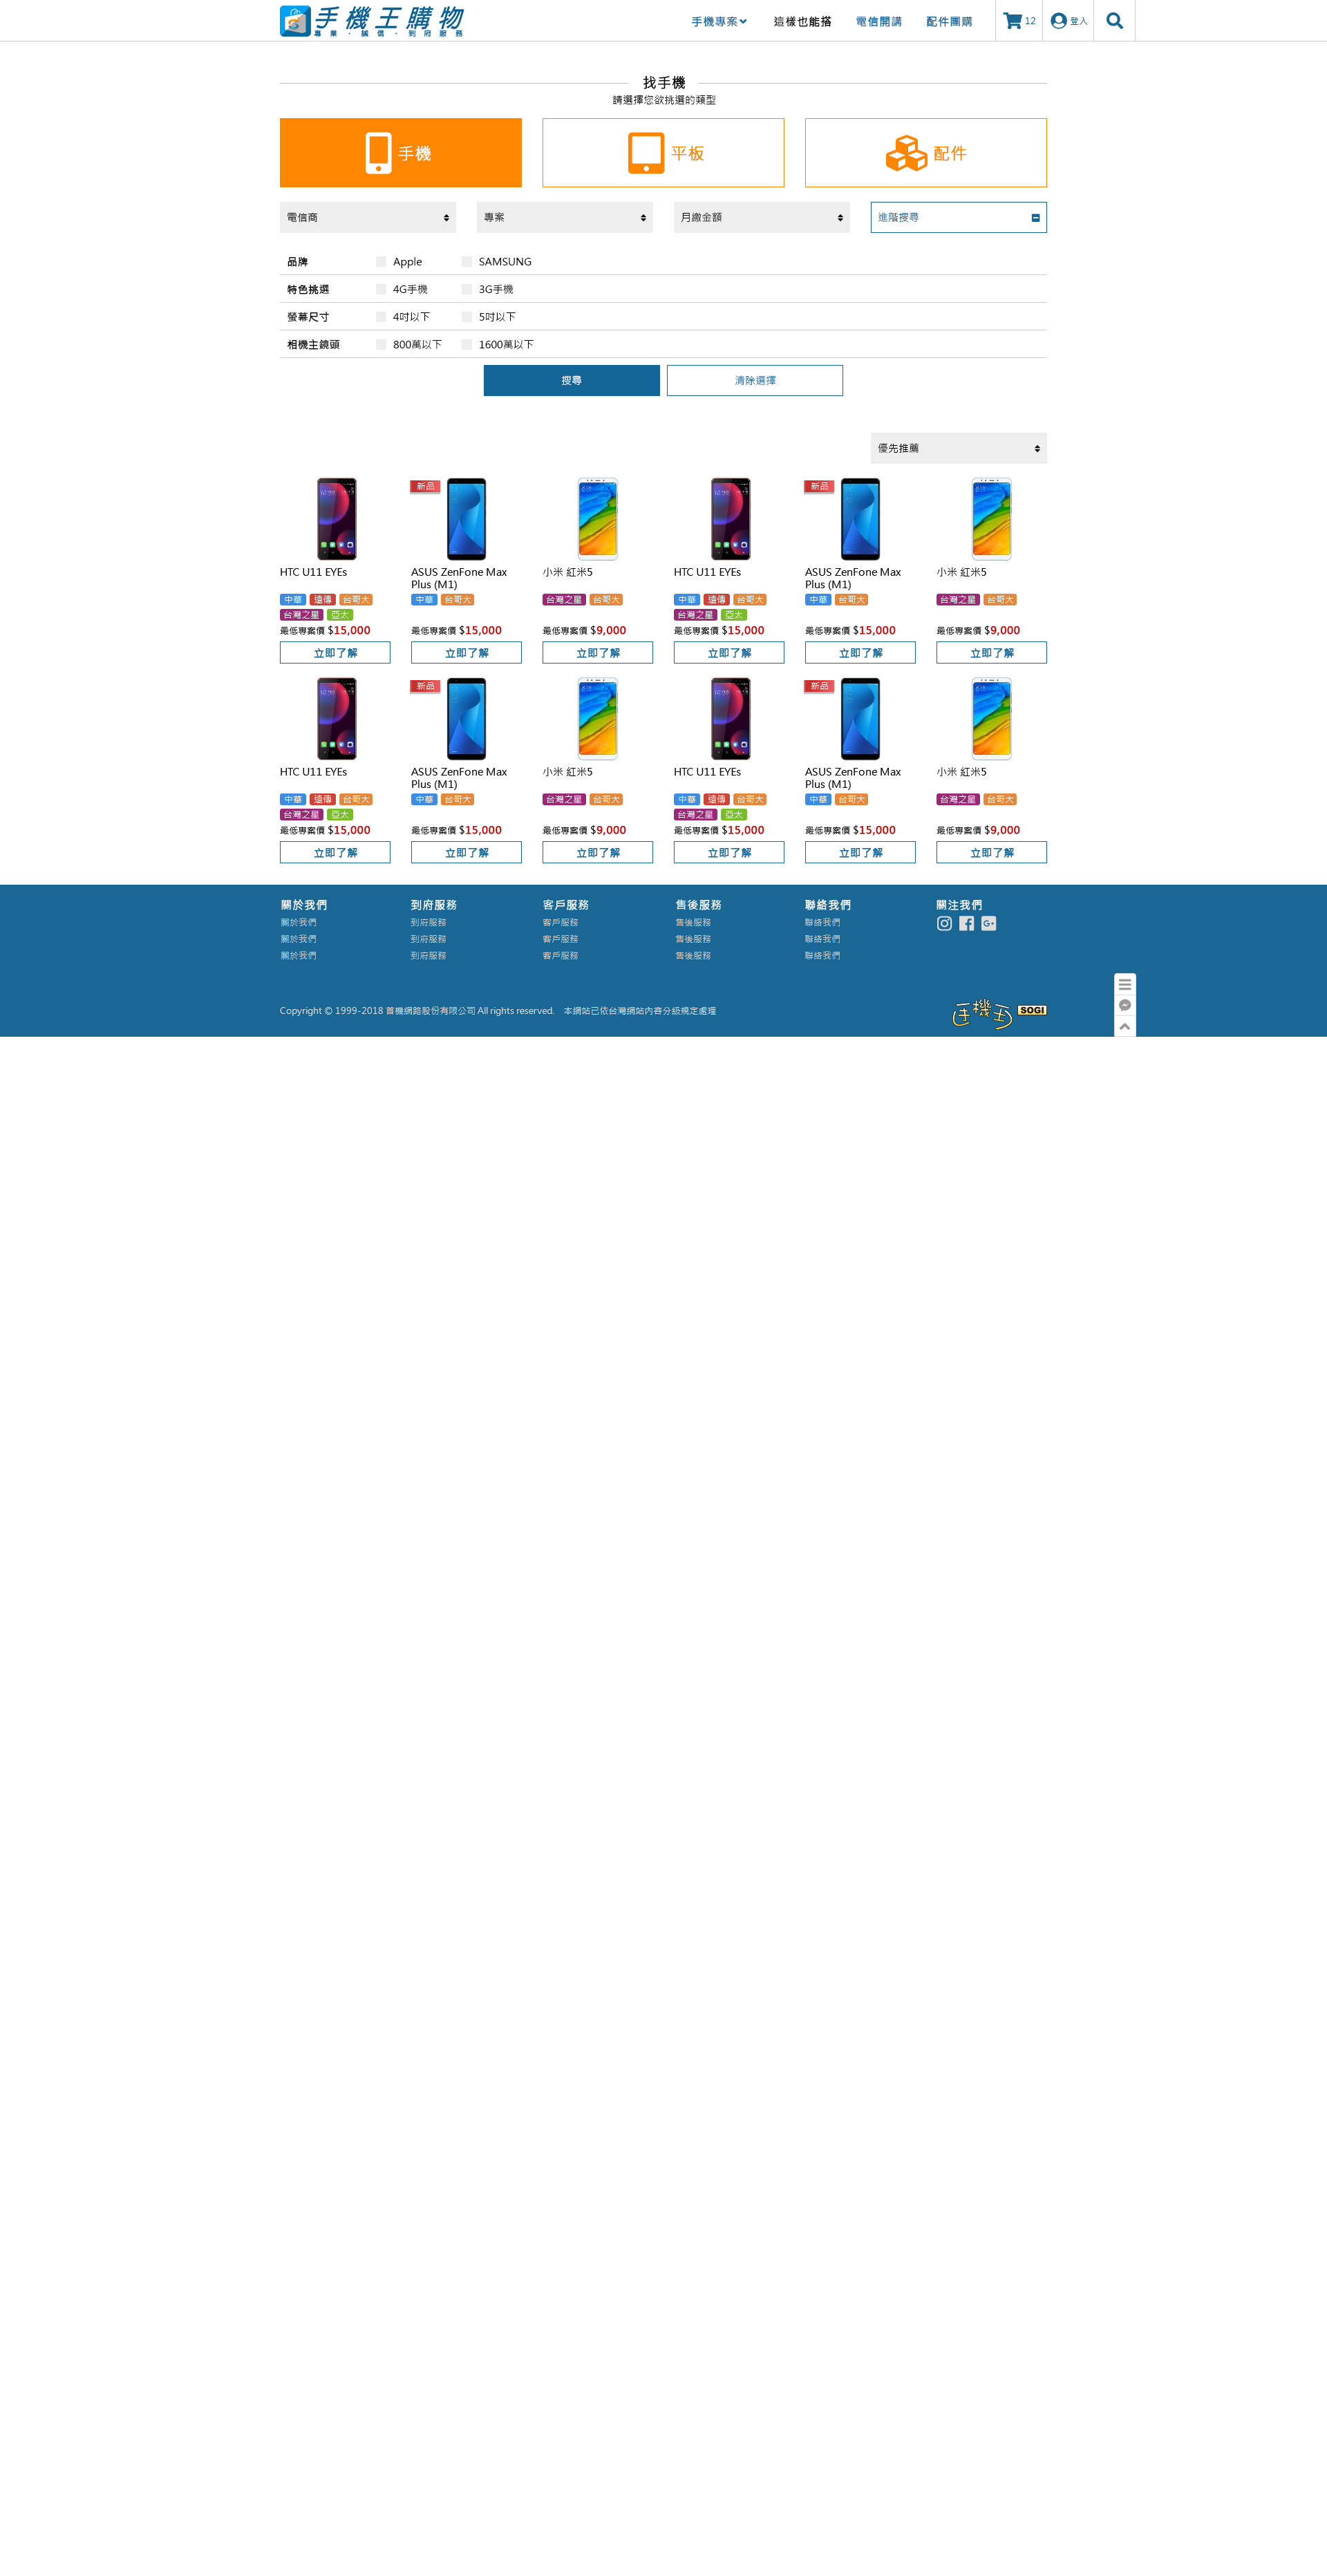 手機王購物
專業．誠信．到府服務
手機專案 這樣也能搭 電信開講 配件團購 12 登入
找手機
請選擇您欲挑選的類型
手機 平板 配件
電信商 專案 月繳金額 進階搜尋
品牌 Apple SAMSUNG
特色挑選 4G手機 3G手機
螢幕尺寸 4吋以下 5吋以下
相機主鏡頭 800萬以下 1600萬以下
搜尋 清除選擇
優先推薦
新品 新品
HTC U11 EYEs ASUS ZenFone Max 小米 紅米5 HTC U11 EYEs ASUS ZenFone Max 小米 紅米5
Plus (M1) Plus (M1)
中華 遠傳 台哥大 中華 台哥大 台灣之星 台哥大 中華 遠傳 台哥大 中華 台哥大 台灣之星 台哥大
台灣之星 亞太 台灣之星 亞太
最低專案價 $15,000 最低專案價 $15,000 最低專案價 $9,000 最低專案價 $15,000 最低專案價 $15,000 最低專案價 $9,000
立即了解 立即了解 立即了解 立即了解 立即了解 立即了解
新品 新品
HTC U11 EYEs ASUS ZenFone Max 小米 紅米5 HTC U11 EYEs ASUS ZenFone Max 小米 紅米5
Plus (M1) Plus (M1)
中華 遠傳 台哥大 中華 台哥大 台灣之星 台哥大 中華 遠傳 台哥大 中華 台哥大 台灣之星 台哥大
台灣之星 亞太 台灣之星 亞太
最低專案價 $15,000 最低專案價 $15,000 最低專案價 $9,000 最低專案價 $15,000 最低專案價 $15,000 最低專案價 $9,000
立即了解 立即了解 立即了解 立即了解 立即了解 立即了解
關於我們 到府服務 客戶服務 售後服務 聯絡我們 關注我們
關於我們 到府服務 客戶服務 售後服務 聯絡我們
關於我們 到府服務 客戶服務 售後服務 聯絡我們
關於我們 到府服務 客戶服務 售後服務 聯絡我們
Copyright © 1999-2018 首機網路股份有限公司 All rights reserved. 本網站已依台灣網站內容分級規定處理
手機王 SOGI